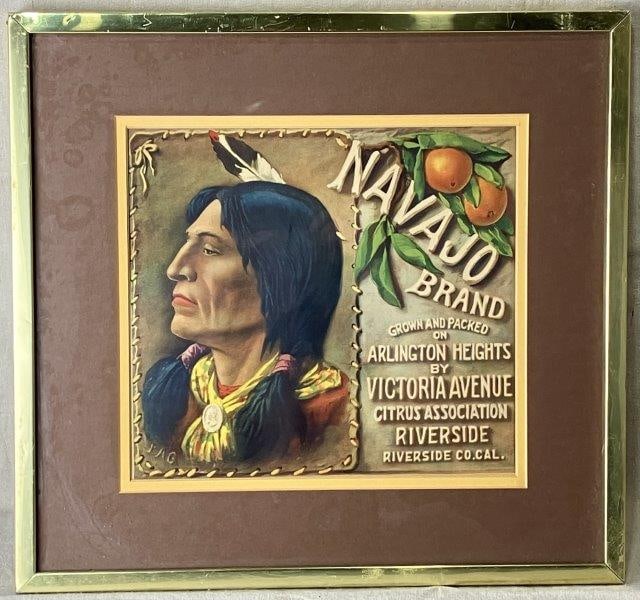 NAVAJO
BRAND
GROWN AND PACKED
ON
ARLINGTON HEIGHTS
BY
VICTORIA AVENUE
CITRUS ASSOCIATION
RIVERSIDE
RIVERSIDE CO.CAL.